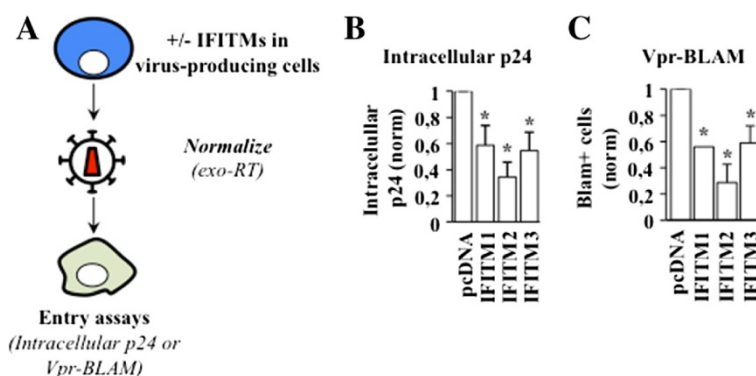 A
+/- IFITMs in
virus-producing cells
Normalize
(exo-RT)
Entry assays
(Intracellular p24 or
Vpr-BLAM)
B
Intracellular p24
Intracelullar
p24 (norm)
1
0,8
0,6
0,4
0,2
0
*
*
*
pcDNA
IFITM1
IFITM2
IFITM3
C
Vpr-BLAM
Blam+ cells
(norm)
1
0,8
0,6
0,4
0,2
0
*
*
*
pcDNA
IFITM1
IFITM2
IFITM3